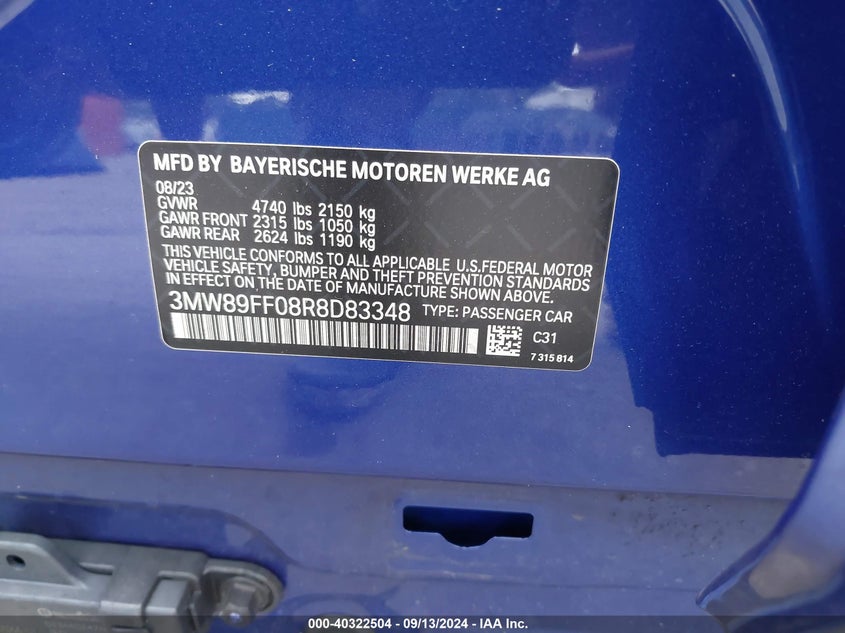 MFD BY BAYERISCHE MOTOREN WERKE AG
08/23
GVWR 4740 lbs 2150 kg
GAWR FRONT 2315 lbs 1050 kg
GAWR REAR 2624 lbs 1190 kg
THIS VEHICLE CONFORMS TO ALL APPLICABLE U.S.FEDERAL MOTOR
VEHICLE SAFETY, BUMPER AND THEFT PREVENTION STANDARDS
IN EFFECT ON THE DATE OF MANUFACTURE SHOWN ABOVE.
3MW89FF08R8D83348 TYPE: PASSENGER CAR
C31
7 315 814
000-40322504 - 09/13/2024 - IAA Inc.